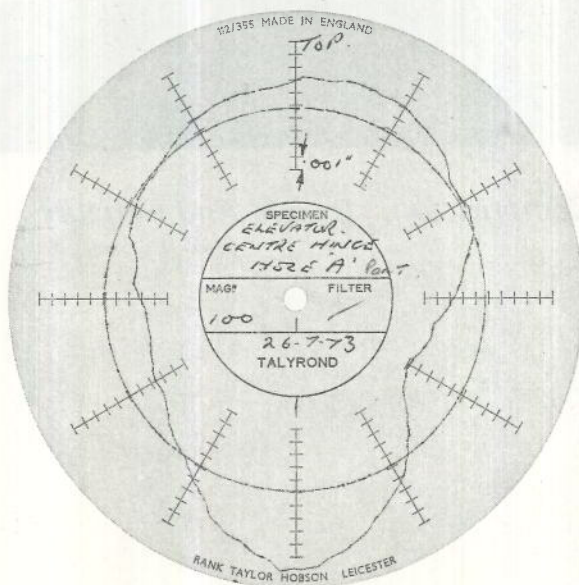 112/355 MADE IN ENGLAND
TOP.
.001"
SPECIMEN
ELEVATOR.
CENTRE HINGE
HOLE 'A' PORT.
MAGN
FILTER
100
26-7-73
TALYROND
RANK TAYLOR HOBSON LEICESTER